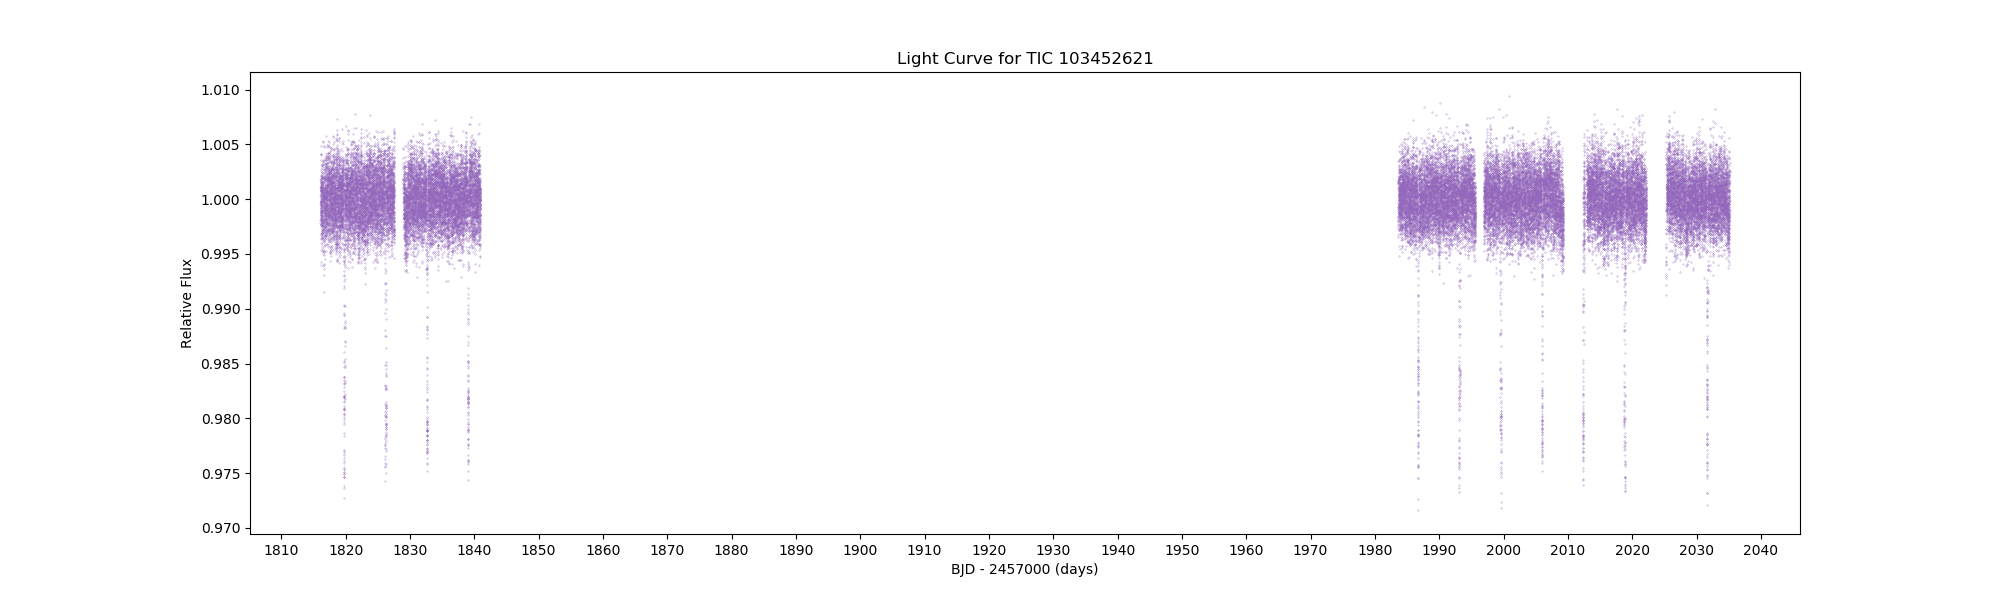 Light Curve for TIC 103452621
1.010
1.005
1.000
0.995
0.990
0.985
0.980
0.975
0.970
Relative Flux
1810 1820 1830 1840 1850 1860 1870 1880 1890 1900 1910 1920 1930 1940 1950 1960 1970 1980 1990 2000 2010 2020 2030 2040
BJD - 2457000 (days)